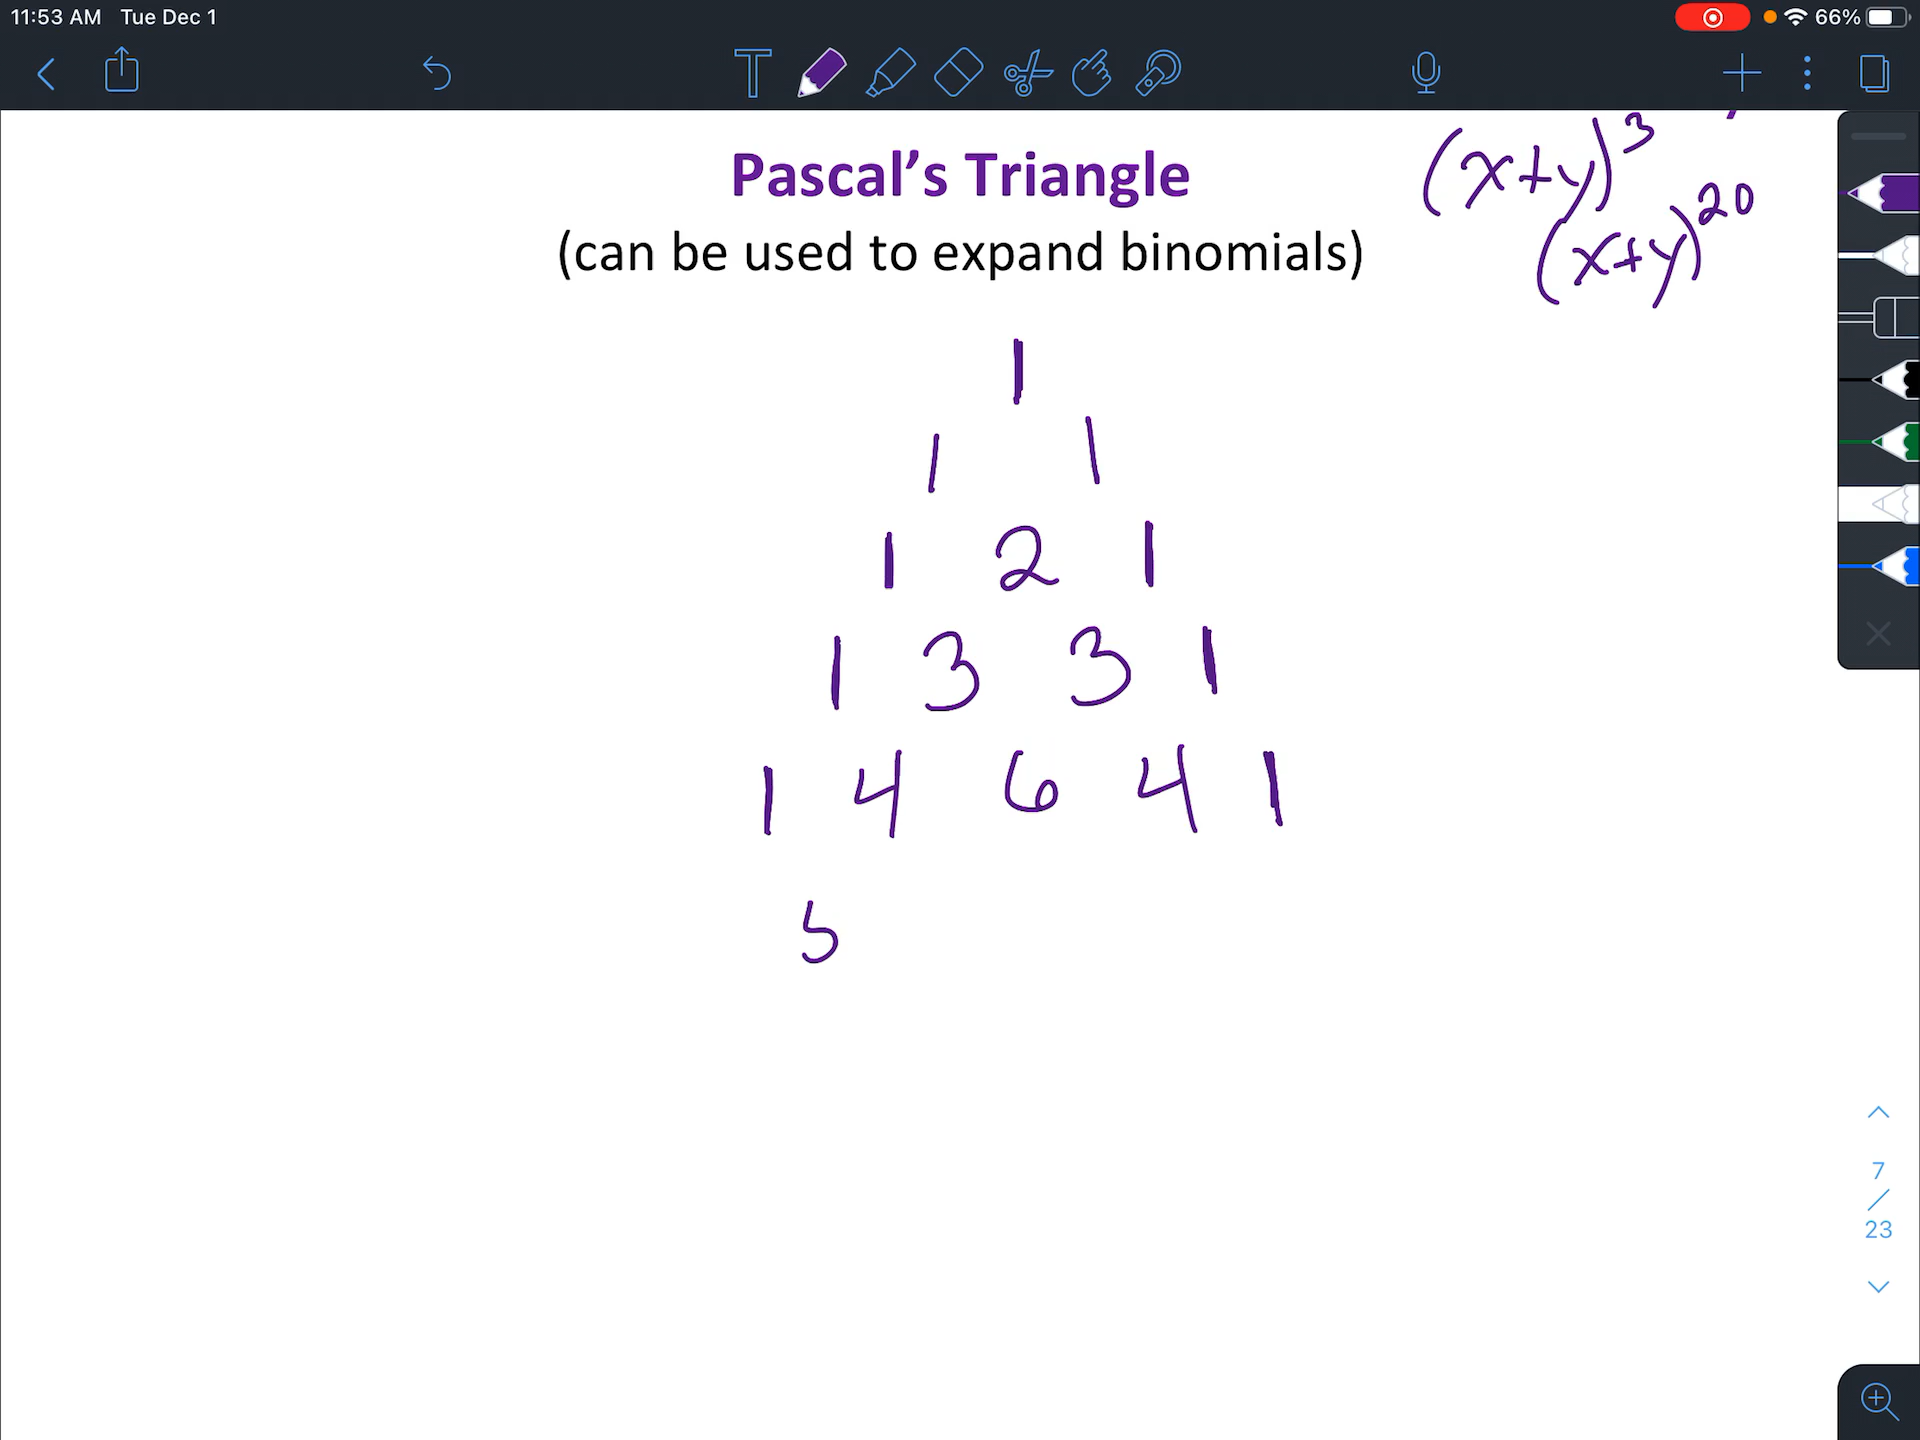 11:53 AM Tue Dec 1
66%
T
Pascal’s Triangle
(can be used to expand binomials)
(x+y)³
(x+y)²⁰
1
1 1
1 2 1
1 3 3 1
1 4 6 4 1
5
7
/
23